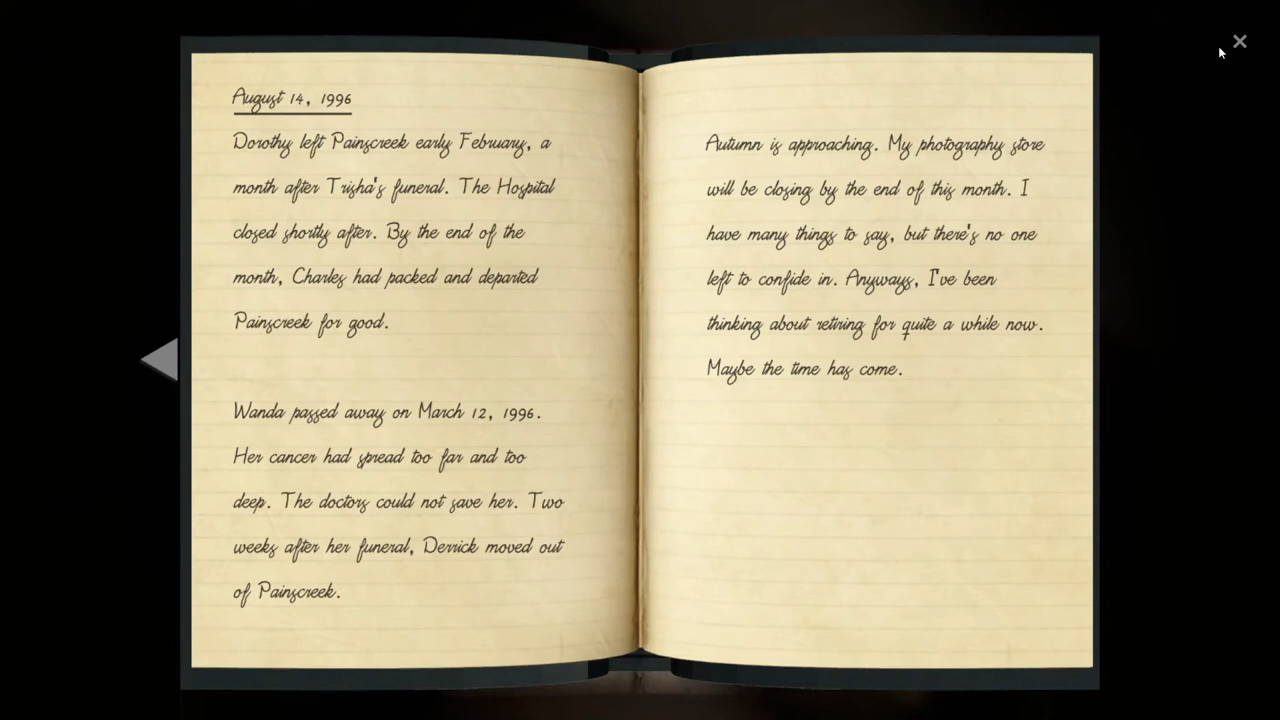 August 14, 1996
Dorothy left Painscreek early February, a
month after Trisha's funeral. The Hospital
closed shortly after. By the end of the
month, Charles had packed and departed
Painscreek for good.
Wanda passed away on March 12, 1996.
Her cancer had spread too far and too
deep. The doctors could not save her. Two
weeks after her funeral, Derrick moved out
of Painscreek.
Autumn is approaching. My photography store
will be closing by the end of this month. I
have many things to say, but there's no one
left to confide in. Anyways, I've been
thinking about retiring for quite a while now.
Maybe the time has come.